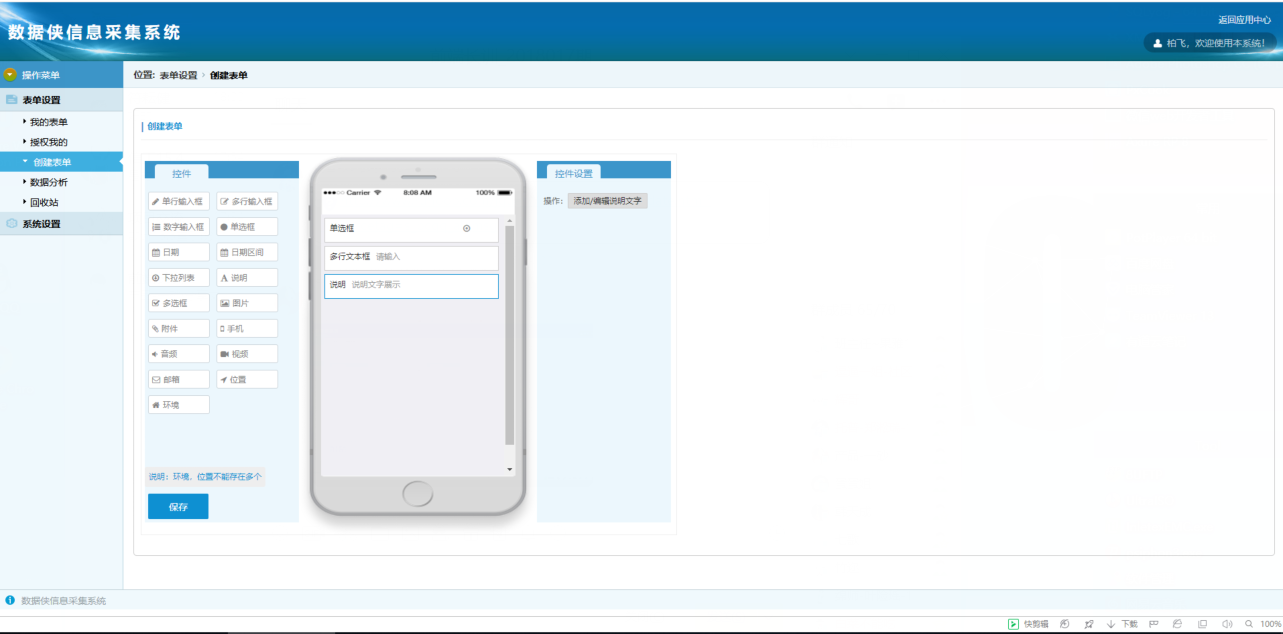 数据侠信息采集系统
返回应用中心
柏飞，欢迎使用本系统！
操作菜单
位置: 表单设置 › 创建表单
表单设置
我的表单
授权我的
创建表单
数据分析
回收站
系统设置
创建表单
控件
单行输入框 多行输入框
数字输入框 单选框
日期 日期区间
下拉列表 说明
多选框 图片
附件 手机
音频 视频
邮箱 位置
环境
说明：环境、位置不能存在多个
保存
Carrier 8:08 AM 100%
单选框
多行文本框 请输入
说明 说明文字展示
控件设置
操作： 添加/编辑说明文字
数据侠信息采集系统
快剪辑 下载 100%